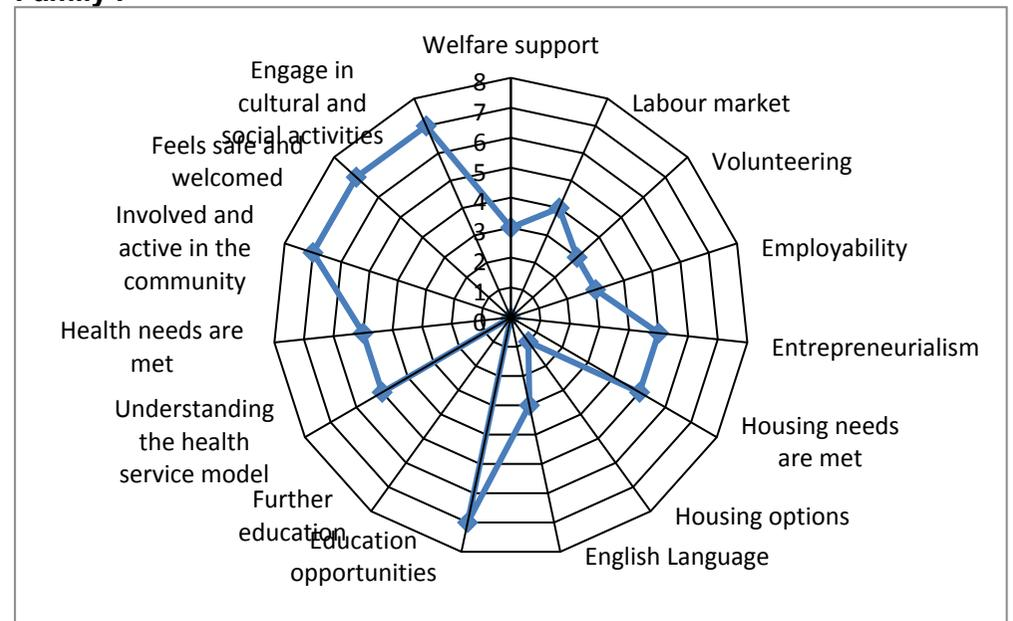 Welfare support
Labour market
Volunteering
Employability
Entrepreneurialism
Housing needs
are met
Housing options
English Language
Education
opportunities
Further
education
Understanding
the health
service model
Health needs are
met
Involved and
active in the
community
Feels safe and
welcomed
Engage in
cultural and
social activities
8
7
6
5
4
3
2
1
0